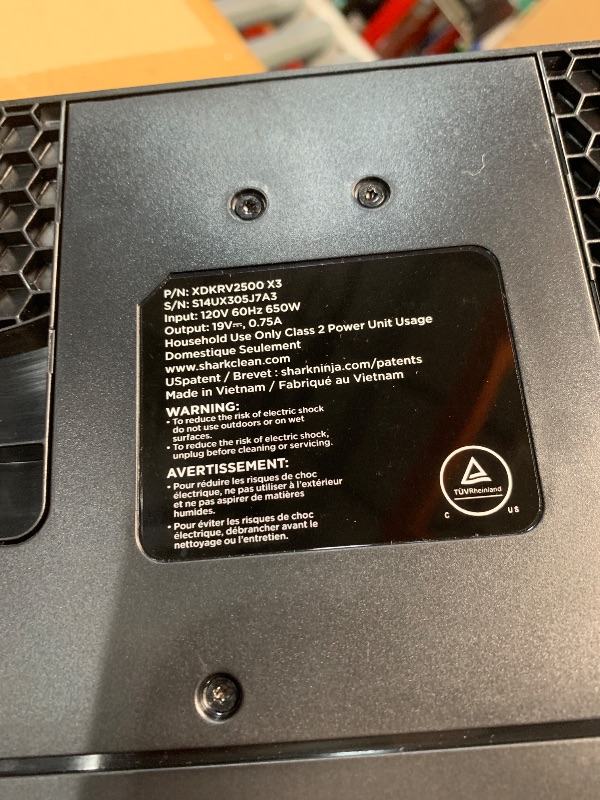 P/N: XDKRV2500 X3
S/N: S14UX305J7A3
Input: 120V 60Hz 650W
Output: 19V⎓, 0.75A
Household Use Only Class 2 Power Unit Usage
Domestique Seulement
www.sharkclean.com
USpatent / Brevet : sharkninja.com/patents
Made in Vietnam / Fabriqué au Vietnam
WARNING:
• To reduce the risk of electric shock
do not use outdoors or on wet
surfaces.
• To reduce the risk of electric shock,
unplug before cleaning or servicing.
AVERTISSEMENT:
• Pour réduire les risques de choc
électrique, ne pas utiliser à l'extérieur
et ne pas aspirer de matières
humides.
• Pour éviter les risques de choc
électrique, débrancher avant le
nettoyage ou l'entretien.
TÜVRheinland
C US